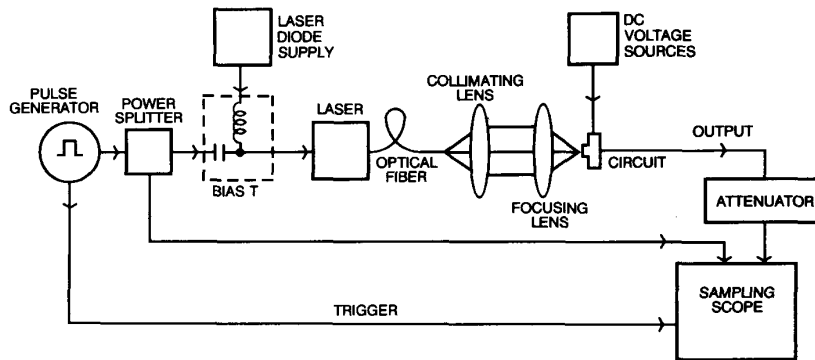 LASER
DIODE
SUPPLY
DC
VOLTAGE
SOURCES
PULSE
GENERATOR
POWER
SPLITTER
BIAS T
LASER
OPTICAL
FIBER
COLLIMATING
LENS
FOCUSING
LENS
CIRCUIT
OUTPUT
ATTENUATOR
SAMPLING
SCOPE
TRIGGER